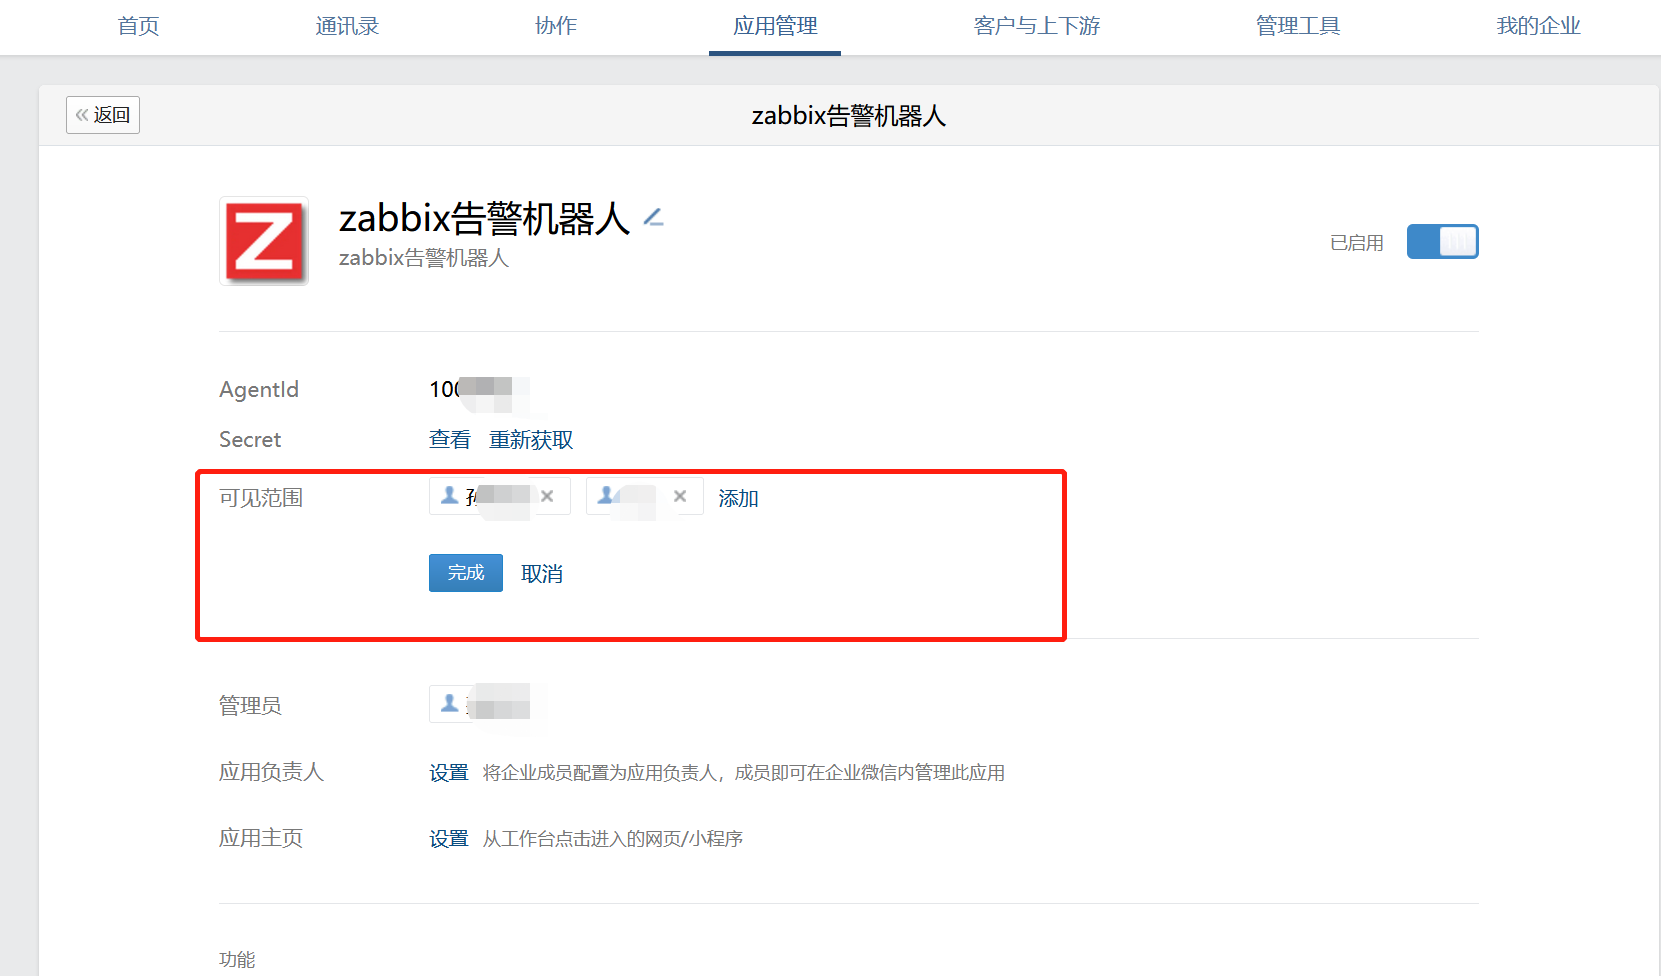 首页 通讯录 协作 应用管理 客户与上下游 管理工具 我的企业
«返回 zabbix告警机器人
Z
zabbix告警机器人
zabbix告警机器人
已启用
AgentId 100
Secret 查看 重新获取
可见范围 添加
完成 取消
管理员
应用负责人 设置 将企业成员配置为应用负责人，成员即可在企业微信内管理此应用
应用主页 设置 从工作台点击进入的网页/小程序
功能